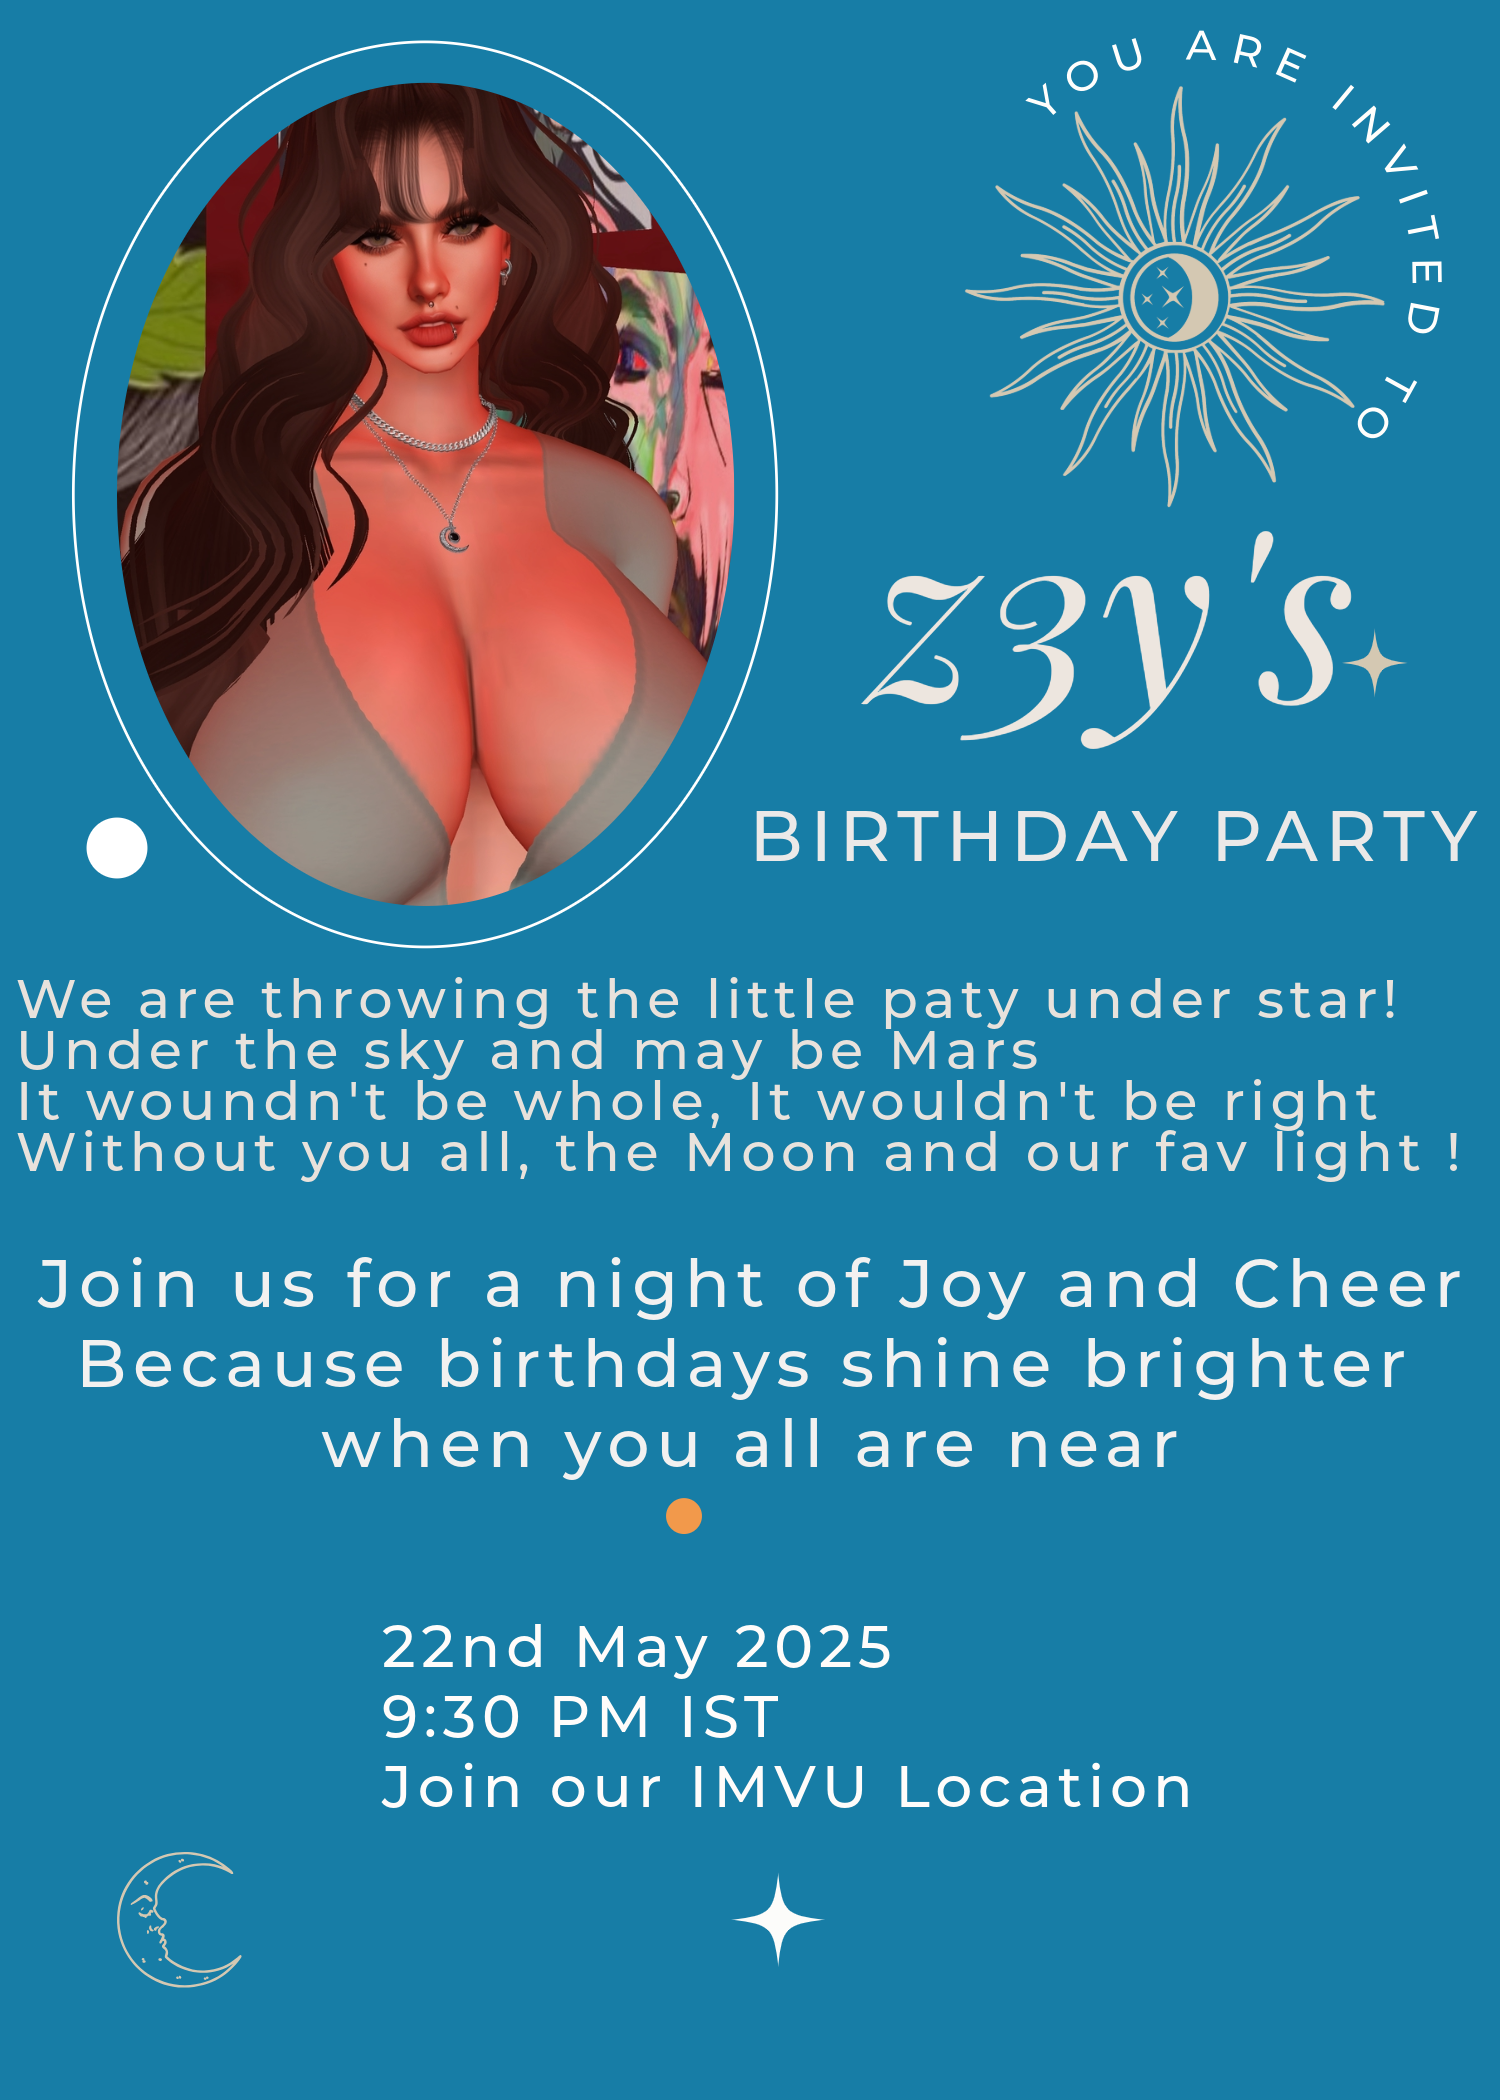 YOU ARE INVITED TO
z3y's
BIRTHDAY PARTY
We are throwing the little paty under star!
Under the sky and may be Mars
It woundn't be whole, It wouldn't be right
Without you all, the Moon and our fav light !
Join us for a night of Joy and Cheer
Because birthdays shine brighter
when you all are near
22nd May 2025
9:30 PM IST
Join our IMVU Location